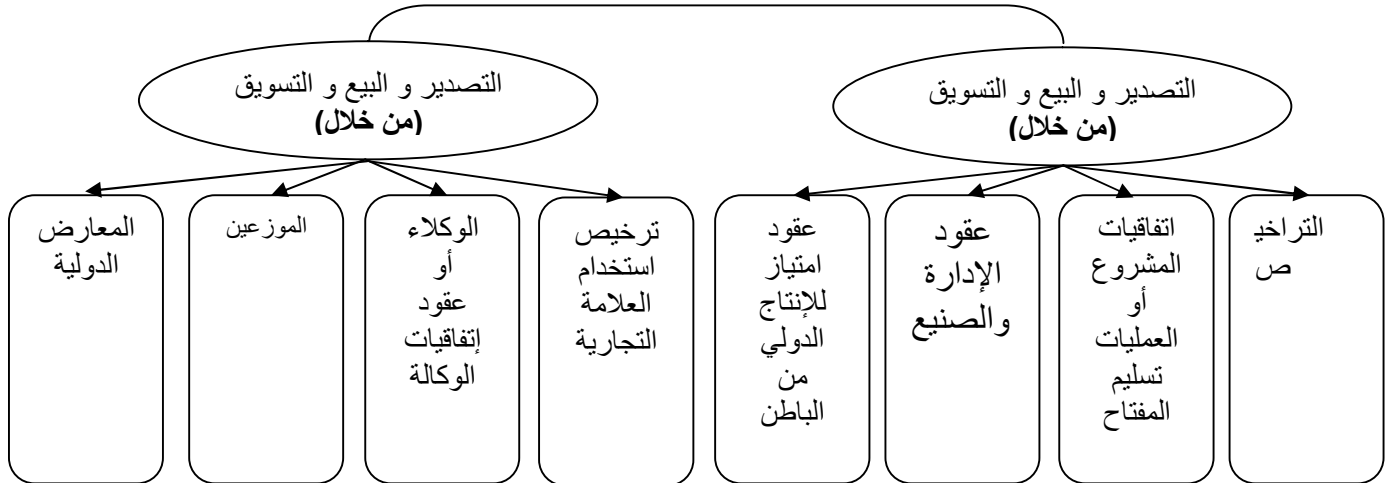 التصدير و البيع و التسويق
(من خلال)
التصدير و البيع و التسويق
(من خلال)
التراخي
ص
اتفاقيات
المشروع
أو
العمليات
تسليم
المفتاح
عقود
الإدارة
والصنيع
عقود
امتياز
للإنتاج
الدولي
من
الباطن
ترخيص
استخدام
العلامة
التجارية
الوكلاء
أو
عقود
إتفاقيات
الوكالة
الموزعين
المعارض
الدولية